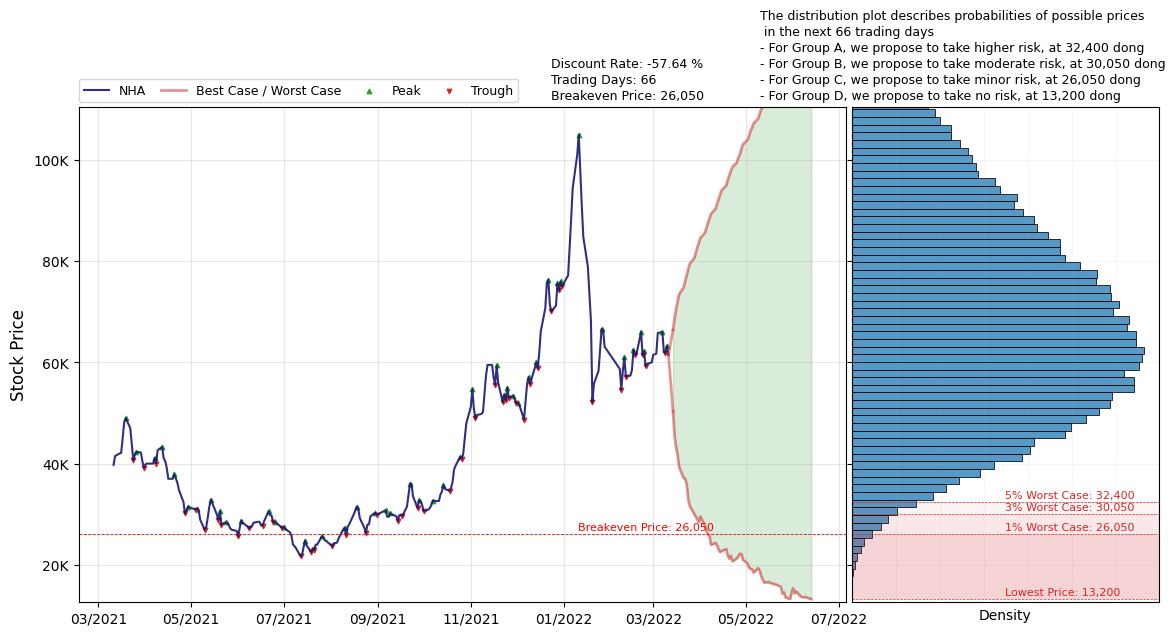 The distribution plot describes probabilities of possible prices
in the next 66 trading days
- For Group A, we propose to take higher risk, at 32,400 dong
- For Group B, we propose to take moderate risk, at 30,050 dong
- For Group C, we propose to take minor risk, at 26,050 dong
- For Group D, we propose to take no risk, at 13,200 dong
Discount Rate: -57.64 %
Trading Days: 66
Breakeven Price: 26,050
NHA
Best Case / Worst Case
Peak
Trough
Stock Price
100K
80K
60K
40K
20K
Breakeven Price: 26,050
5% Worst Case: 32,400
3% Worst Case: 30,050
1% Worst Case: 26,050
Lowest Price: 13,200
03/2021
05/2021
07/2021
09/2021
11/2021
01/2022
03/2022
05/2022
07/2022
Density